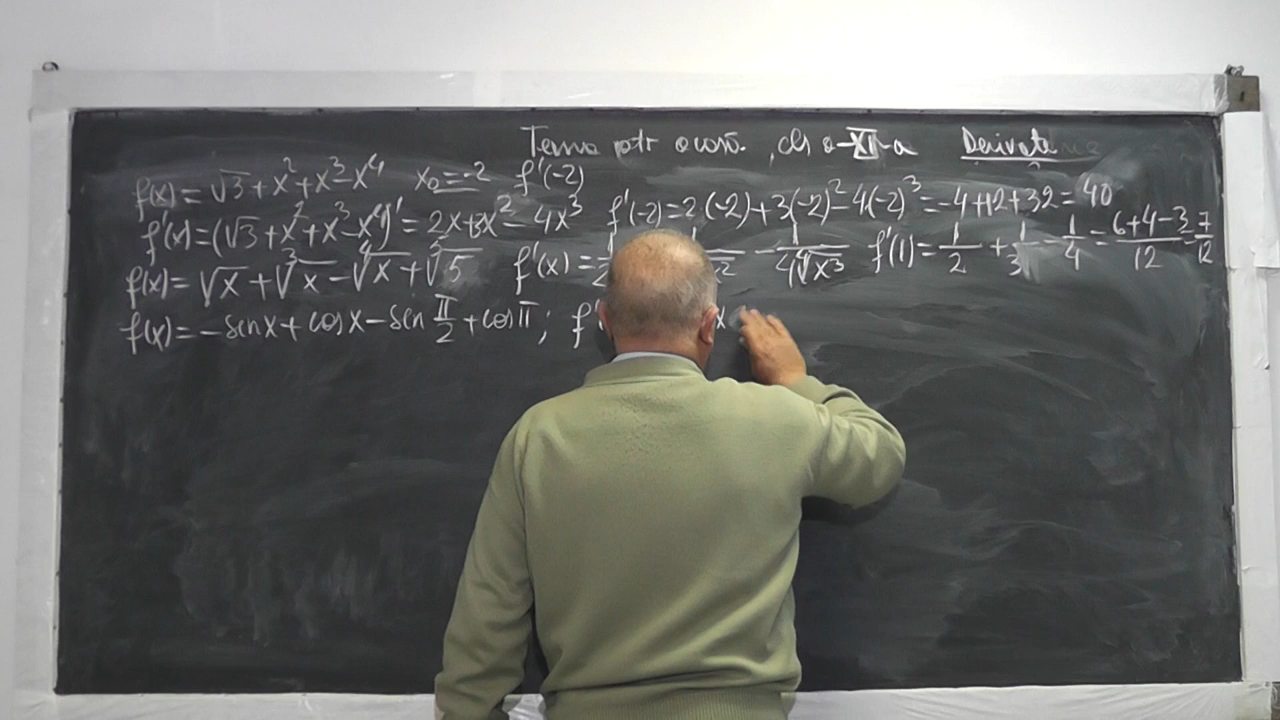 Tema ptr acasă, cls a-XI-a Derivate
f(x) = √3 + x² + x³ - x⁴ x₀ = -2 f'(-2)
f'(x) = (√3 + x² + x³ - x⁴)' = 2x + 3x² - 4x³ f'(-2) = 2(-2) + 3(-2)² - 4(-2)³ = -4 + 12 + 32 = 40
f(x) = √x + ∛x - ∜x + ⁵√5 f'(x) = - 1/(4∜x³) f'(1) = 1/2 + 1/3 - 1/4 = (6+4-3)/12 = 7/12
f(x) = -sin x + cos x - sin π/2 + cos π ; f' x